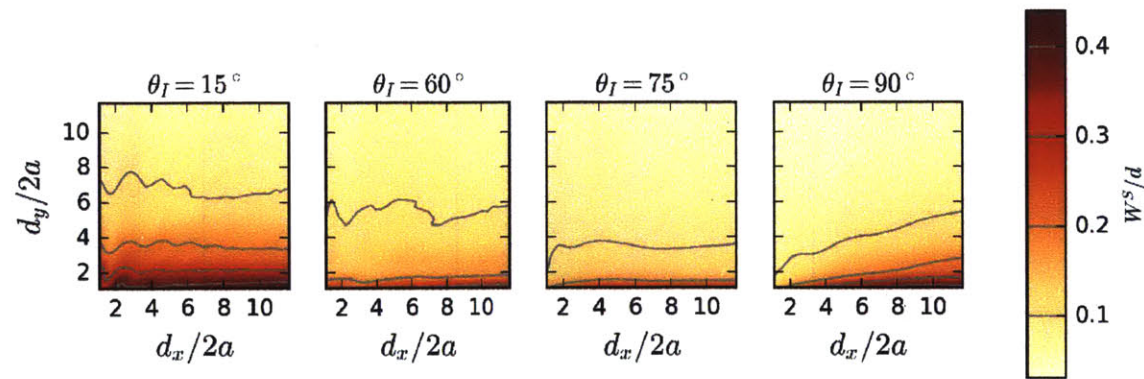 θ_I = 15° θ_I = 60° θ_I = 75° θ_I = 90°
10
8
6
4
2
d_y/2a
2 4 6 8 10 2 4 6 8 10 2 4 6 8 10 2 4 6 8 10
d_x/2a d_x/2a d_x/2a d_x/2a
0.4
0.3
0.2
0.1
W^s/d